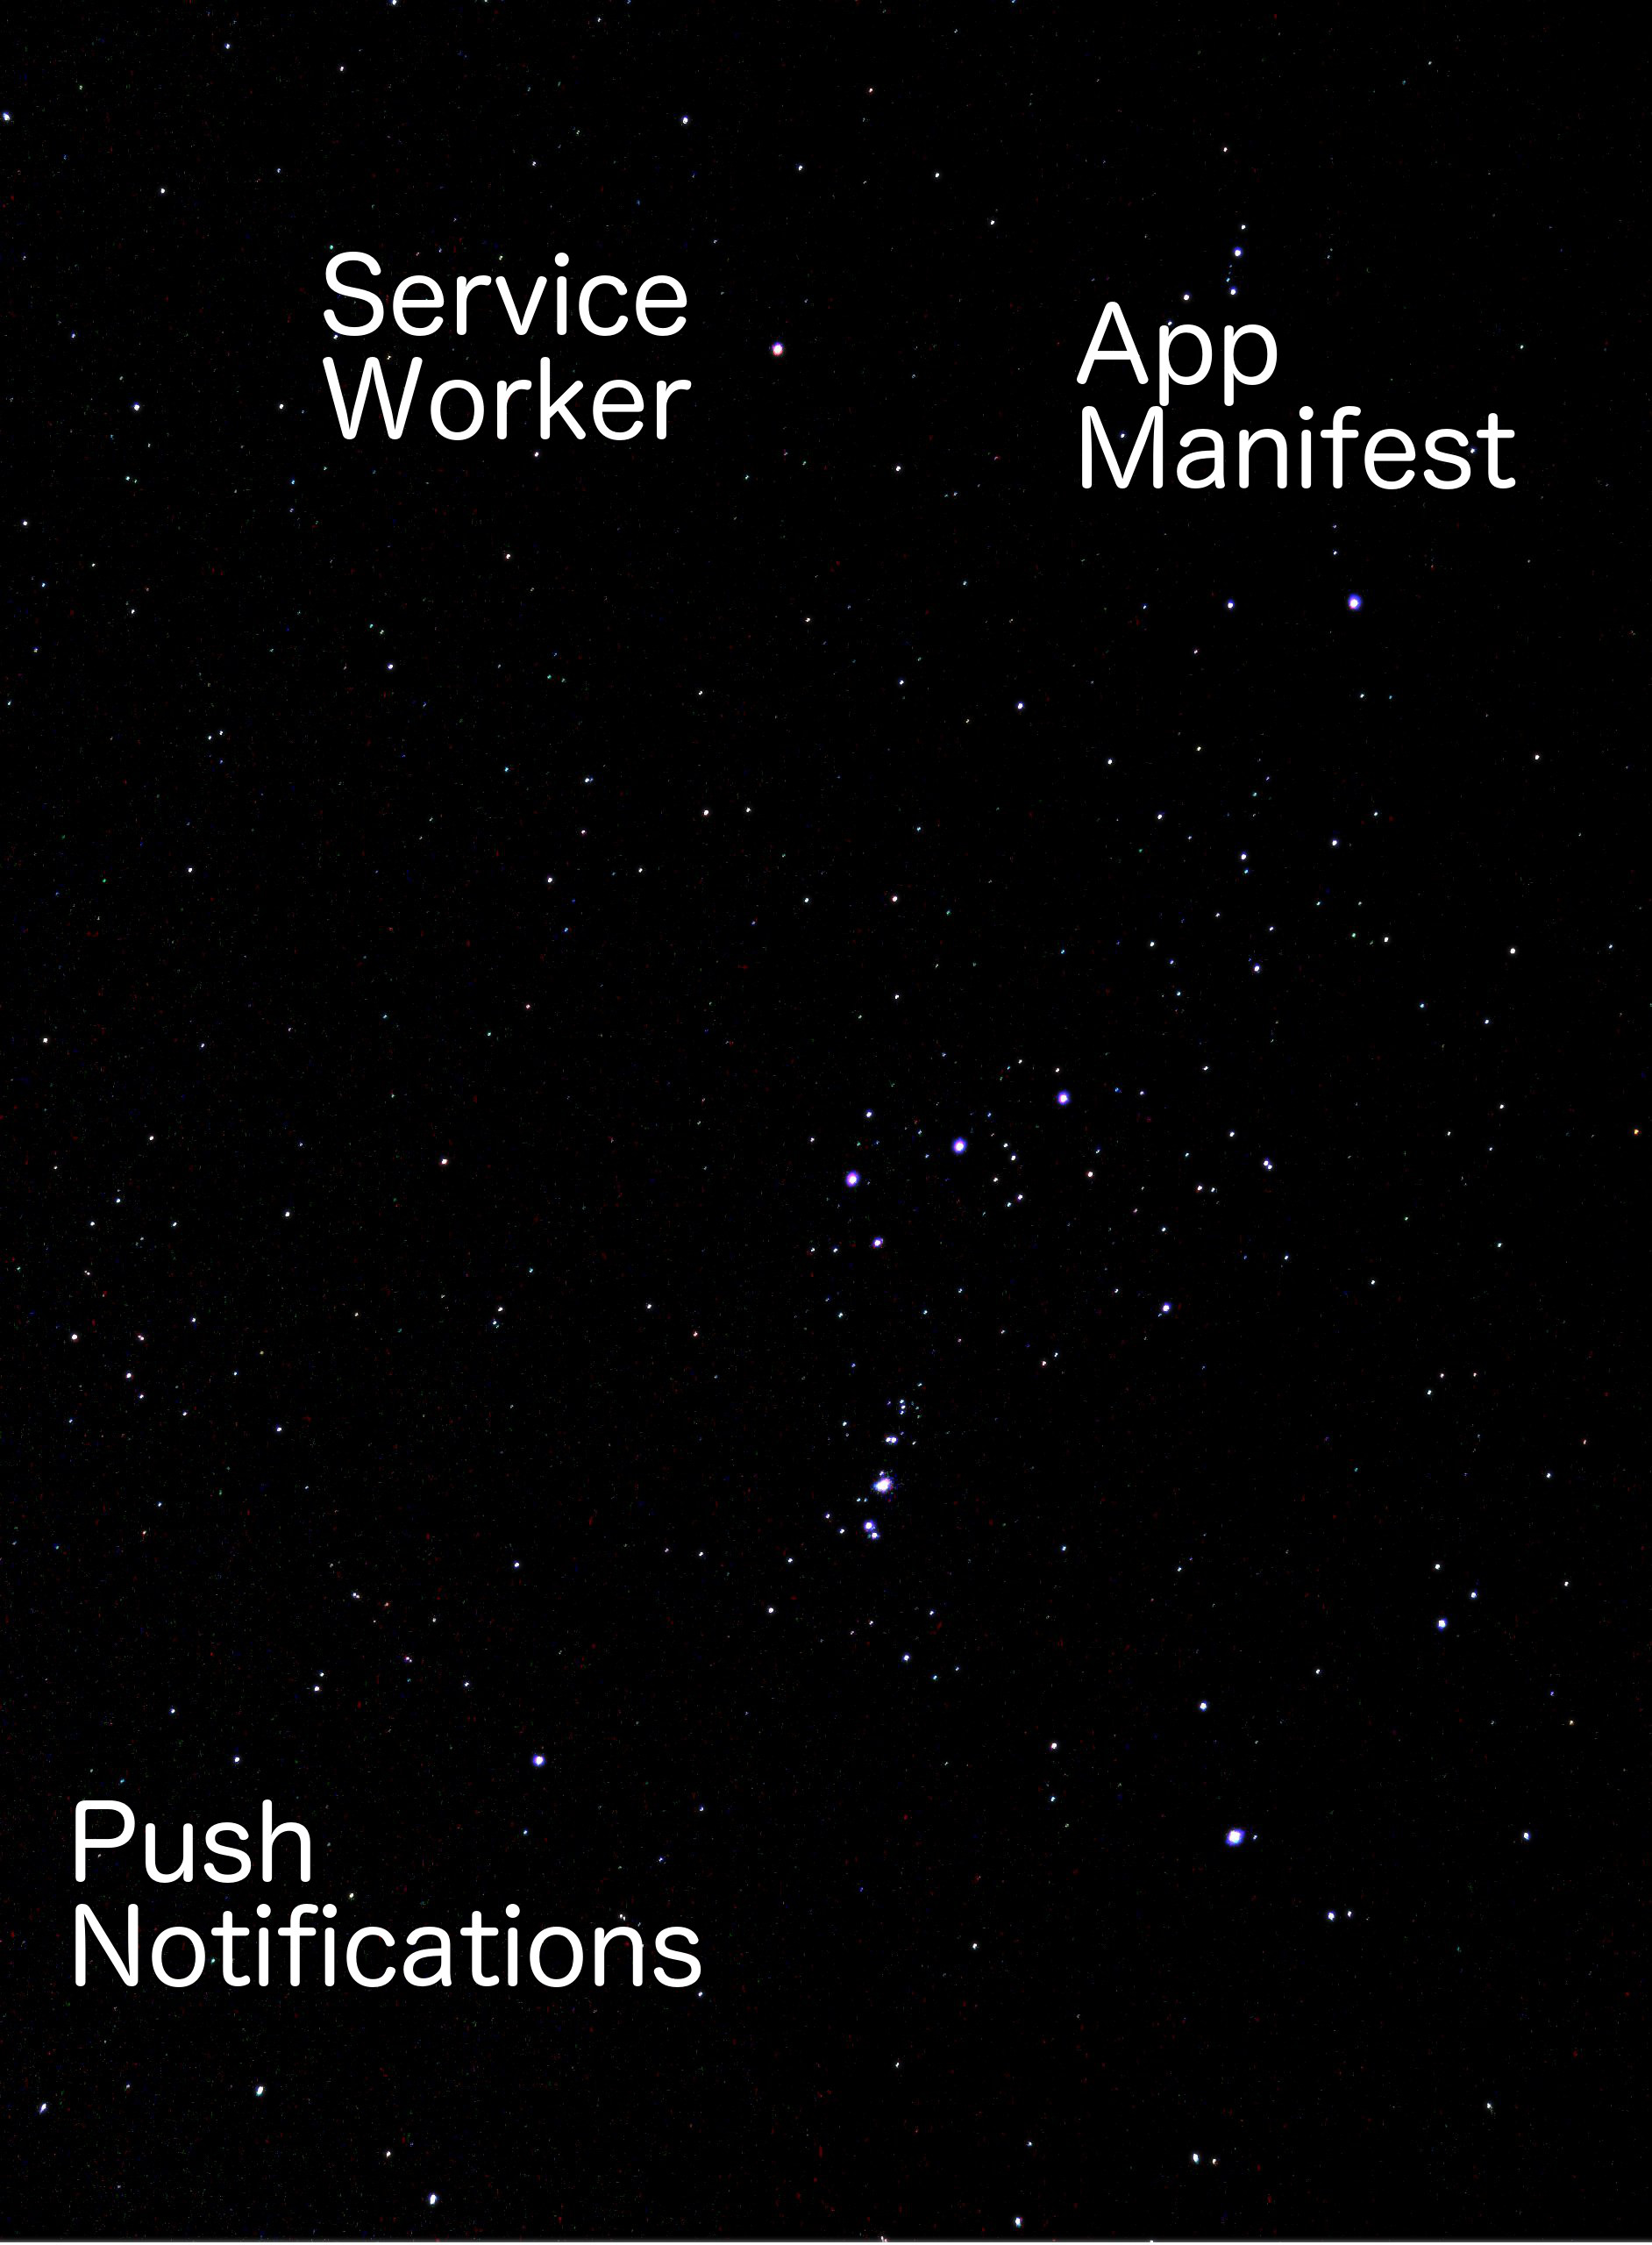 Service
Worker
App
Manifest
Push
Notifications